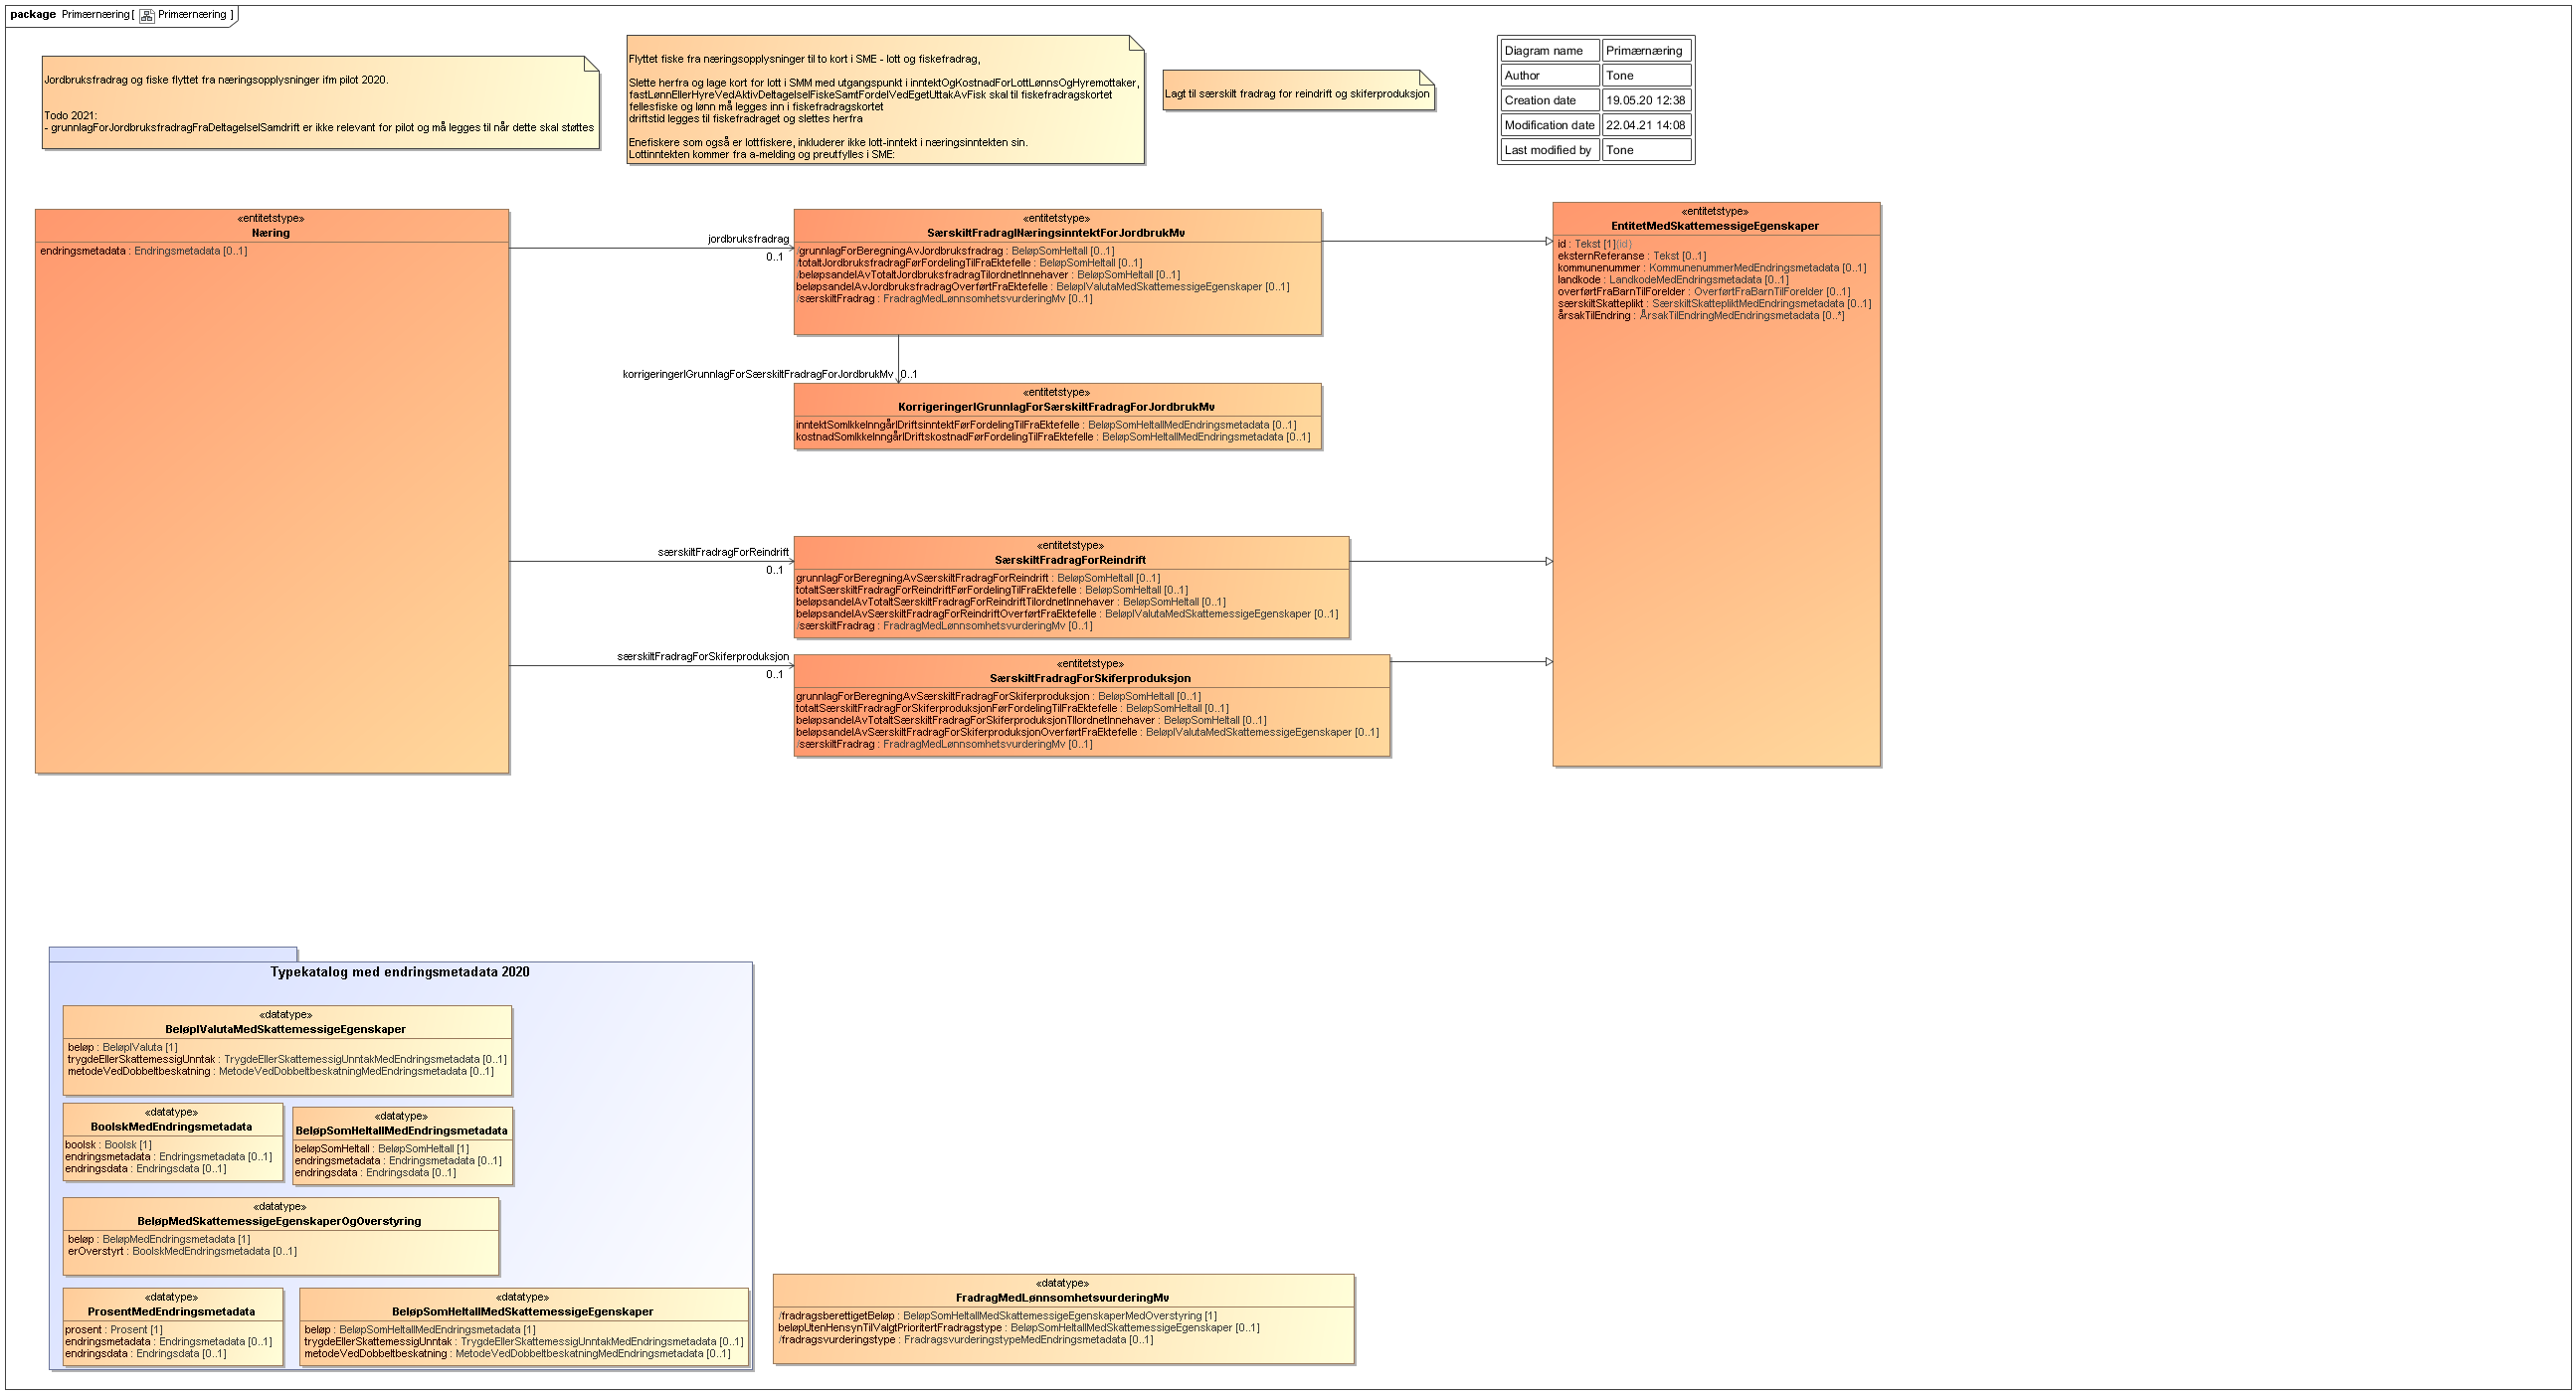 package Primærnæring [ Primærnæring ]
Jordbruksfradrag og fiske flyttet fra næringsopplysninger ifm pilot 2020.
Todo 2021:
- grunnlagForJordbruksfradragFraDeltagelseISamdrift er ikke relevant for pilot og må legges til når dette skal støttes
Flyttet fiske fra næringsopplysninger til to kort i SME - lott og fiskefradrag,
Slette herfra og lage kort for lott i SMM med utgangspunkt i inntektOgKostnadForLottLønnsOgHyremottaker,
fastLønnEllerHyreVedAktivDeltagelseIFiskeSamtFordelVedEgetUttakAvFisk skal til fiskefradragskortet
fellesfiske og lønn må legges inn i fiskefradragskortet
driftstid legges til fiskefradraget og slettes herfra
Enefiskere som også er lottfiskere, inkluderer ikke lott-inntekt i næringsinntekten sin.
Lottinntekten kommer fra a-melding og preutfylles i SME:
Lagt til særskilt fradrag for reindrift og skiferproduksjon
Diagram name Primærnæring
Author Tone
Creation date 19.05.20 12:38
Modification date 22.04.21 14:08
Last modified by Tone
«entitetstype»
Næring
endringsmetadata : Endringsmetadata [0..1]
jordbruksfradrag
0..1
«entitetstype»
SærskiltFradragINæringsinntektForJordbrukMv
/grunnlagForBeregningAvJordbruksfradrag : BeløpSomHeltall [0..1]
/totaltJordbruksfradragFørFordelingTilFraEktefelle : BeløpSomHeltall [0..1]
/beløpsandelAvTotaltJordbruksfradragTilordnetInnehaver : BeløpSomHeltall [0..1]
beløpsandelAvJordbruksfradragOverførtFraEktefelle : BeløpIValutaMedSkattemessigeEgenskaper [0..1]
/særskiltFradrag : FradragMedLønnsomhetsvurderingMv [0..1]
korrigeringerIGrunnlagForSærskiltFradragForJordbrukMv 0..1
«entitetstype»
KorrigeringerIGrunnlagForSærskiltFradragForJordbrukMv
inntektSomIkkeInngårIDriftsinntektFørFordelingTilFraEktefelle : BeløpSomHeltallMedEndringsmetadata [0..1]
kostnadSomIkkeInngårIDriftskostnadFørFordelingTilFraEktefelle : BeløpSomHeltallMedEndringsmetadata [0..1]
særskiltFradragForReindrift
0..1
«entitetstype»
SærskiltFradragForReindrift
grunnlagForBeregningAvSærskiltFradragForReindrift : BeløpSomHeltall [0..1]
totaltSærskiltFradragForReindriftFørFordelingTilFraEktefelle : BeløpSomHeltall [0..1]
beløpsandelAvTotaltSærskiltFradragForReindriftTilordnetInnehaver : BeløpSomHeltall [0..1]
beløpsandelAvSærskiltFradragForReindriftOverførtFraEktefelle : BeløpIValutaMedSkattemessigeEgenskaper [0..1]
/særskiltFradrag : FradragMedLønnsomhetsvurderingMv [0..1]
særskiltFradragForSkiferproduksjon
0..1
«entitetstype»
SærskiltFradragForSkiferproduksjon
grunnlagForBeregningAvSærskiltFradragForSkiferproduksjon : BeløpSomHeltall [0..1]
totaltSærskiltFradragForSkiferproduksjonFørFordelingTilFraEktefelle : BeløpSomHeltall [0..1]
beløpsandelAvTotaltSærskiltFradragForSkiferproduksjonTilordnetInnehaver : BeløpSomHeltall [0..1]
beløpsandelAvSærskiltFradragForSkiferproduksjonOverførtFraEktefelle : BeløpIValutaMedSkattemessigeEgenskaper [0..1]
/særskiltFradrag : FradragMedLønnsomhetsvurderingMv [0..1]
«entitetstype»
EntitetMedSkattemessigeEgenskaper
id : Tekst [1]{id}
eksternReferanse : Tekst [0..1]
kommunenummer : KommunenummerMedEndringsmetadata [0..1]
landkode : LandkodeMedEndringsmetadata [0..1]
overførtFraBarnTilForelder : OverførtFraBarnTilForelder [0..1]
særskiltSkatteplikt : SærskiltSkattepliktMedEndringsmetadata [0..1]
årsakTilEndring : ÅrsakTilEndringMedEndringsmetadata [0..*]
Typekatalog med endringsmetadata 2020
«datatype»
BeløpIValutaMedSkattemessigeEgenskaper
beløp : BeløpIValuta [1]
trygdeEllerSkattemessigUnntak : TrygdeEllerSkattemessigUnntakMedEndringsmetadata [0..1]
metodeVedDobbeltbeskatning : MetodeVedDobbeltbeskatningMedEndringsmetadata [0..1]
«datatype»
BoolskMedEndringsmetadata
boolsk : Boolsk [1]
endringsmetadata : Endringsmetadata [0..1]
endringsdata : Endringsdata [0..1]
«datatype»
BeløpSomHeltallMedEndringsmetadata
beløpSomHeltall : BeløpSomHeltall [1]
endringsmetadata : Endringsmetadata [0..1]
endringsdata : Endringsdata [0..1]
«datatype»
BeløpMedSkattemessigeEgenskaperOgOverstyring
beløp : BeløpMedEndringsmetadata [1]
erOverstyrt : BoolskMedEndringsmetadata [0..1]
«datatype»
ProsentMedEndringsmetadata
prosent : Prosent [1]
endringsmetadata : Endringsmetadata [0..1]
endringsdata : Endringsdata [0..1]
«datatype»
BeløpSomHeltallMedSkattemessigeEgenskaper
beløp : BeløpSomHeltallMedEndringsmetadata [1]
trygdeEllerSkattemessigUnntak : TrygdeEllerSkattemessigUnntakMedEndringsmetadata [0..1]
metodeVedDobbeltbeskatning : MetodeVedDobbeltbeskatningMedEndringsmetadata [0..1]
«datatype»
FradragMedLønnsomhetsvurderingMv
/fradragsberettigetBeløp : BeløpSomHeltallMedSkattemessigeEgenskaperMedOverstyring [1]
beløpUtenHensynTilValgtPrioritertFradragstype : BeløpSomHeltallMedSkattemessigeEgenskaper [0..1]
/fradragsvurderingstype : FradragsvurderingstypeMedEndringsmetadata [0..1]